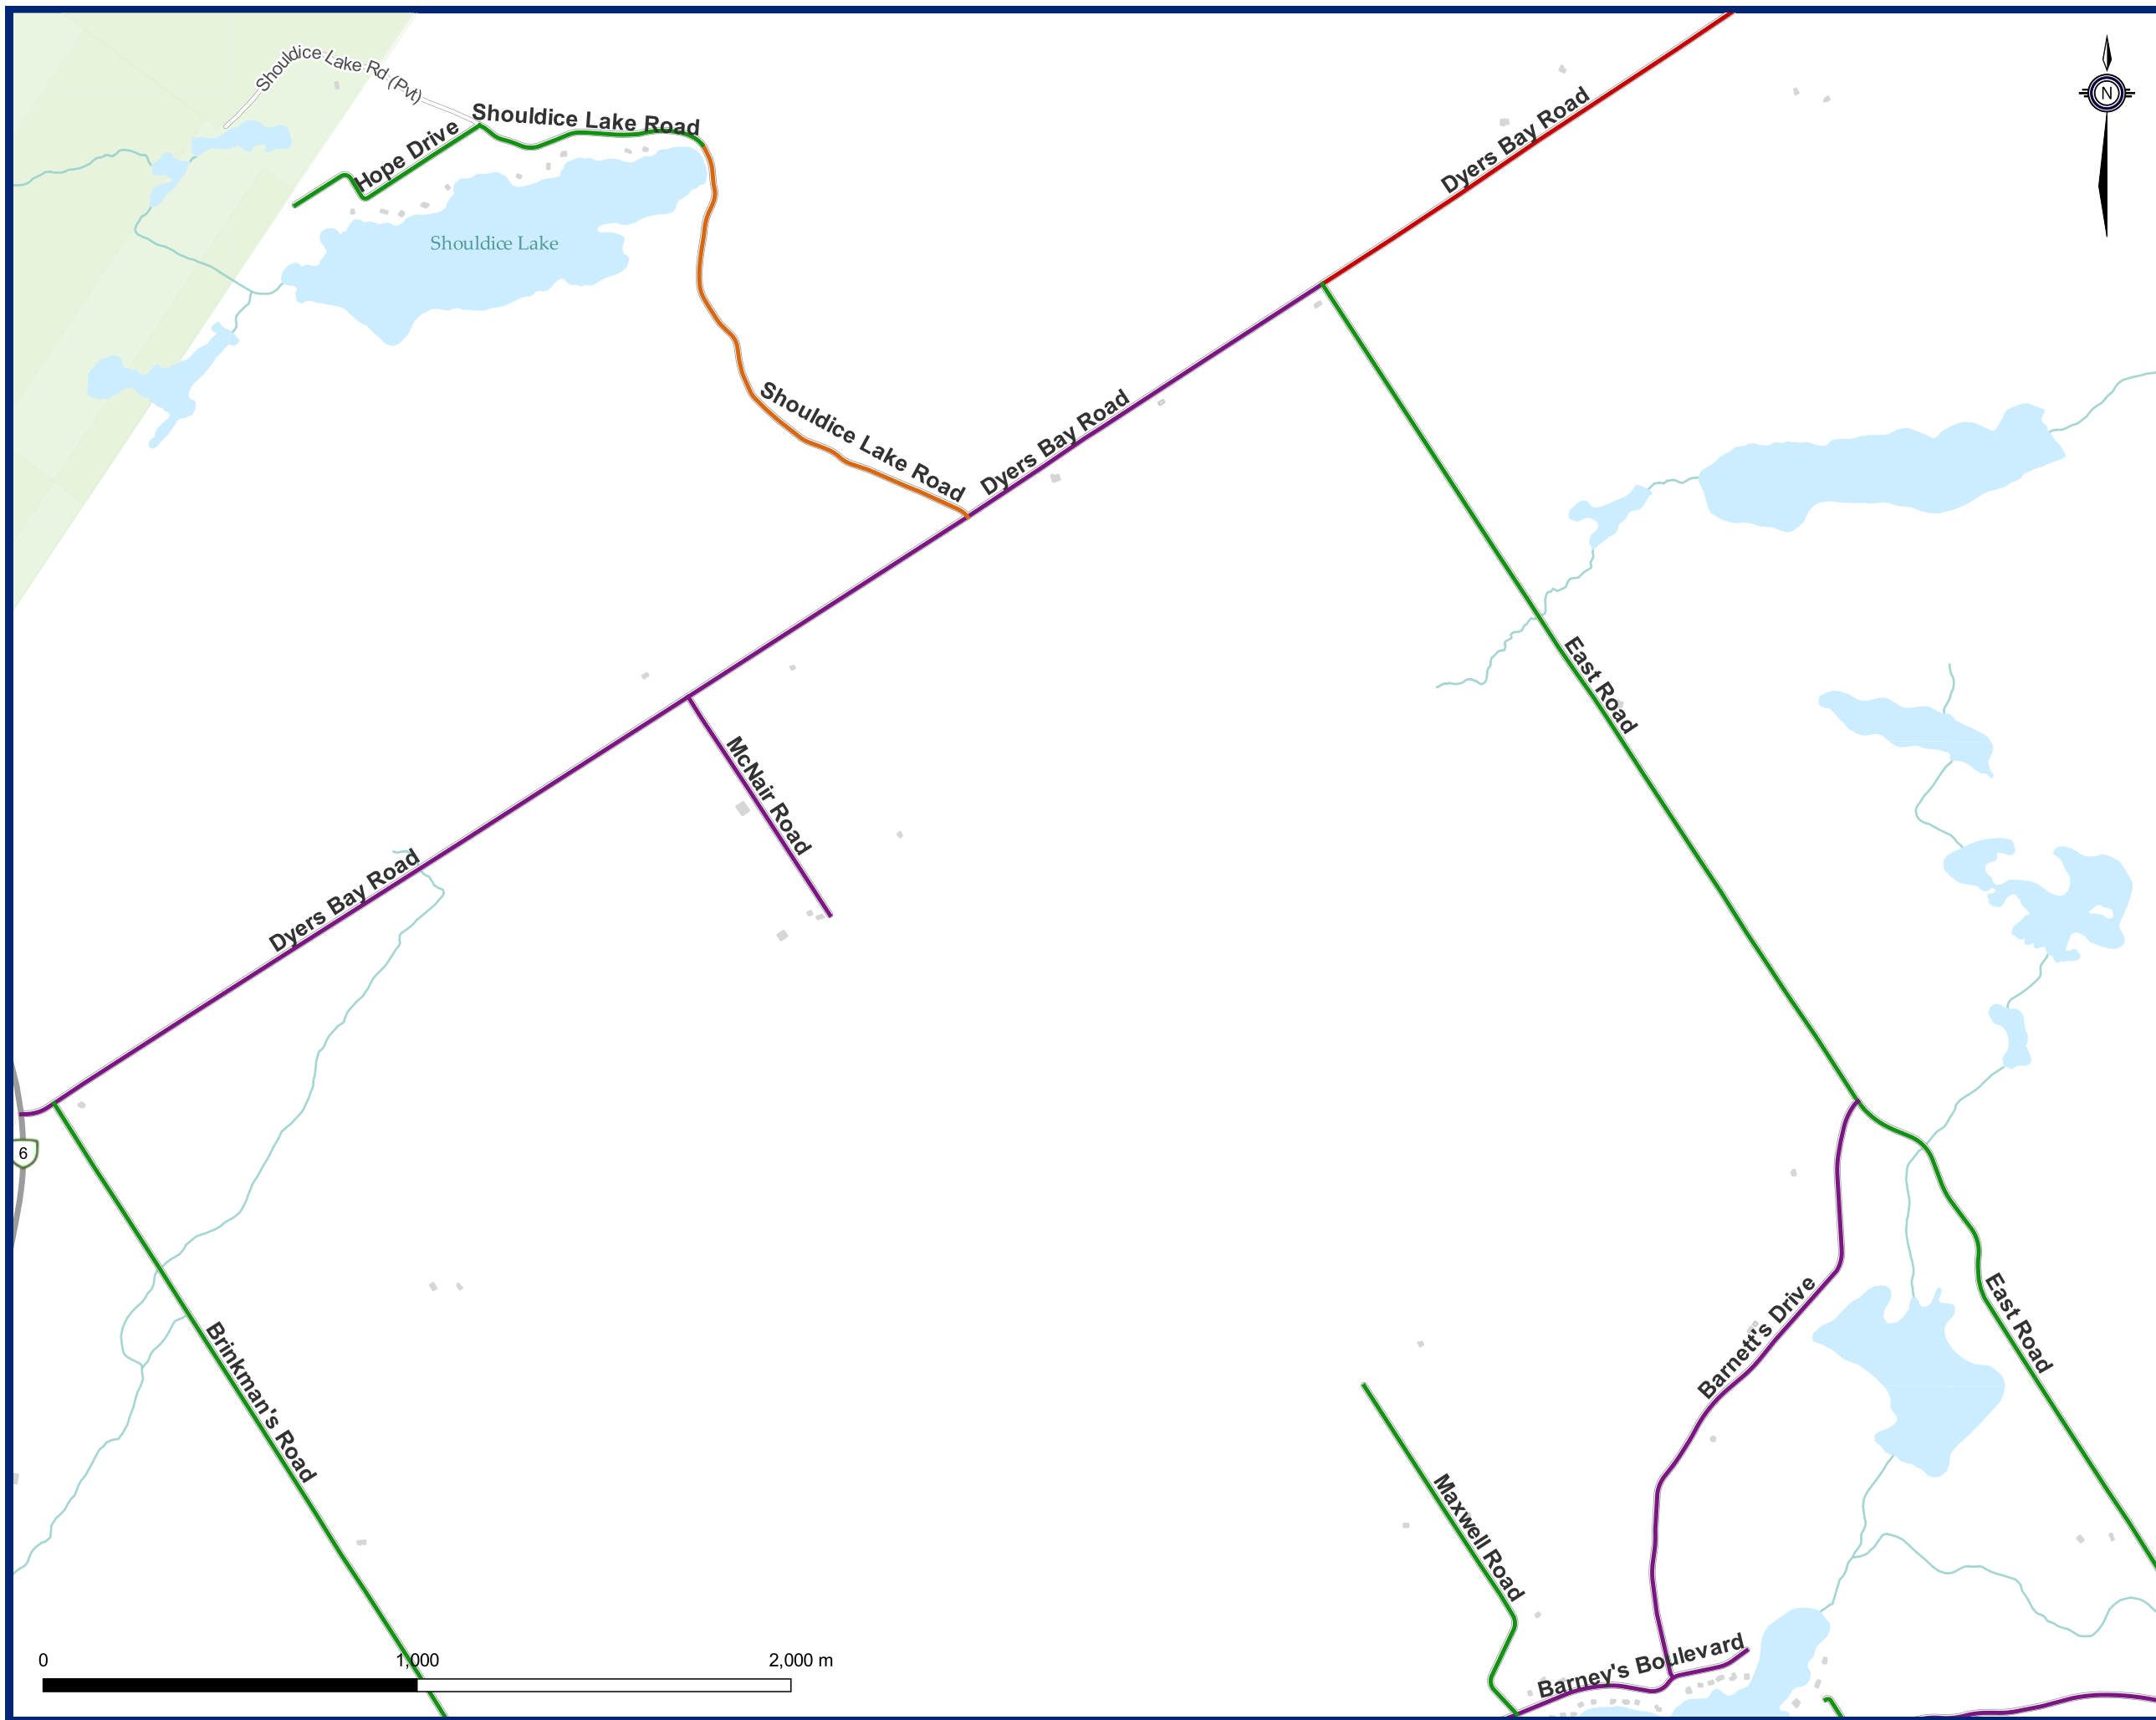 Shouldice Lake Rd (Pvt)
Shouldice Lake Road
Hope Drive
Dyers Bay Road
N
Shouldice Lake
Shouldice Lake Road
Dyers Bay Road
East Road
McNair Road
Dyers Bay Road
6
Barnett's Drive
East Road
Brinkman's Road
Maxwell Road
Barney's Boulevard
0 1,000 2,000 m